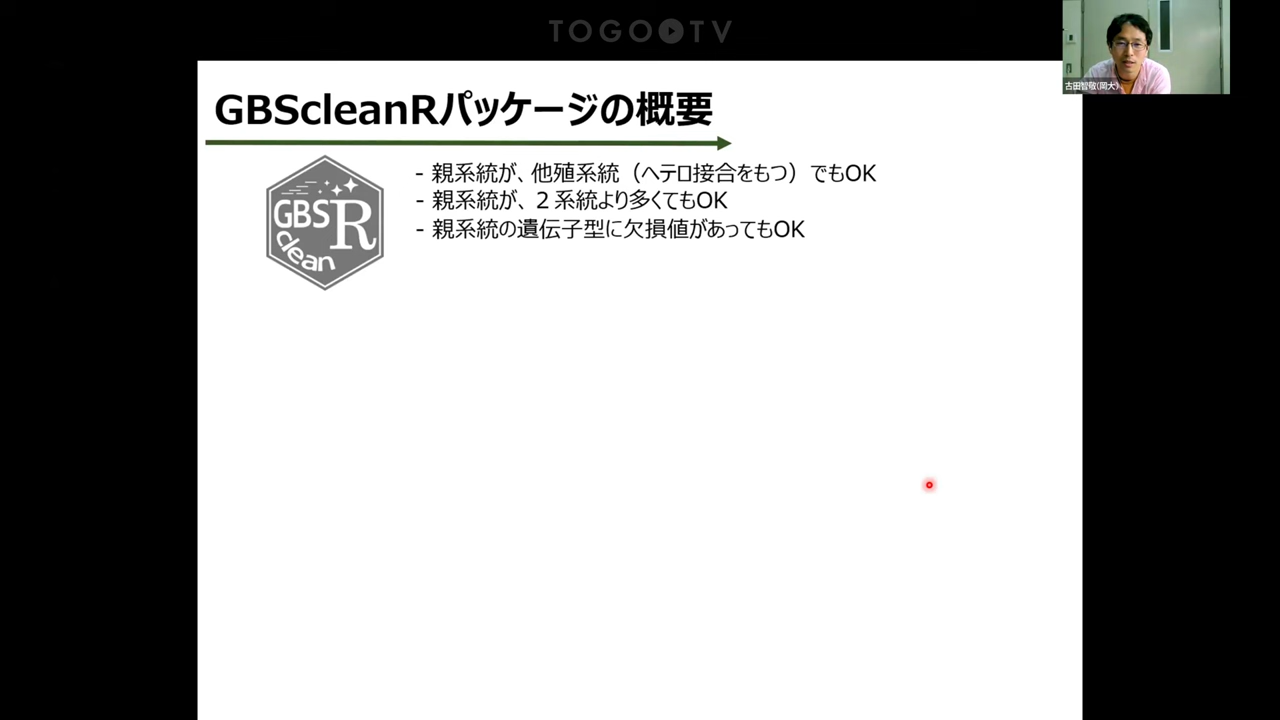 TOGO TV
古田智敬(岡大)
GBScleanRパッケージの概要
GBS R clean
- 親系統が、他殖系統（ヘテロ接合をもつ）でもOK
- 親系統が、２系統より多くてもOK
- 親系統の遺伝子型に欠損値があってもOK